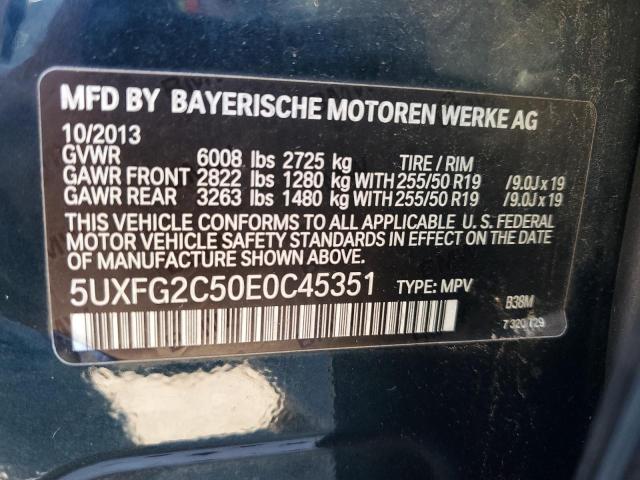 MFD BY BAYERISCHE MOTOREN WERKE AG
10/2013
GVWR 6008 lbs 2725 kg TIRE / RIM
GAWR FRONT 2822 lbs 1280 kg WITH 255/50 R19 /9.0J x 19
GAWR REAR 3263 lbs 1480 kg WITH 255/50 R19 /9.0J x 19
THIS VEHICLE CONFORMS TO ALL APPLICABLE U. S. FEDERAL
MOTOR VEHICLE SAFETY STANDARDS IN EFFECT ON THE DATE
OF MANUFACTURE SHOWN ABOVE.
5UXFG2C50E0C45351 TYPE: MPV
B38M
7 320 729